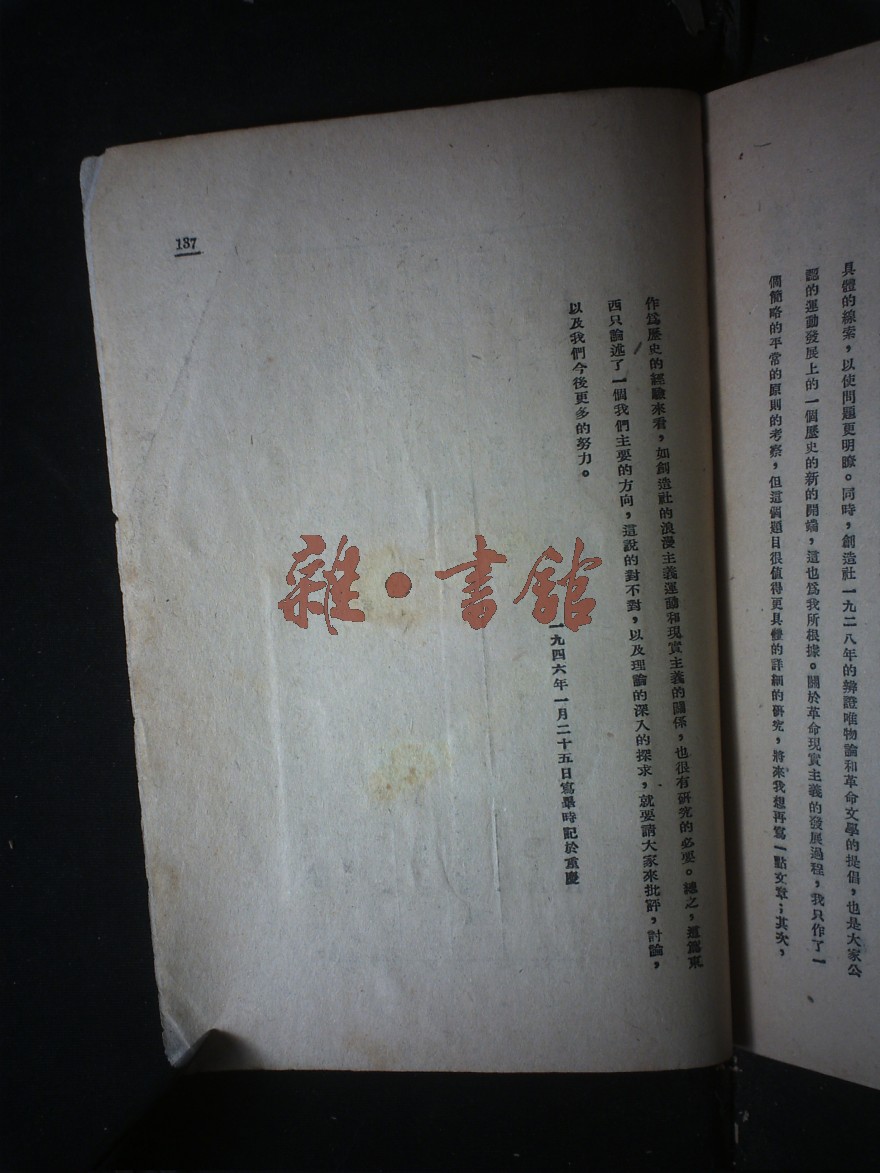 具體的線索，以使問題更明瞭。同時，創造社一九二八年的辯證唯物論和革命文學的提倡，也是大家公
認的運動發展上的一個歷史的新的開端，這也爲我所根據。關於革命現實主義的發展過程，我只作了一
個簡略的平常的原則的考察，但這個題目很值得更具體的詳細的研究，將來我想再寫一點文章；其次，
作爲歷史的經驗來看，如創造社的浪漫主義運動和現實主義的關係，也很有研究的必要。總之，這篇東
西只論述了一個我們主要的方向，這說的對不對，以及理論的深入的探求，就要請大家來批評，討論，
以及我們今後更多的努力。
一九四六年一月二十五日寫畢時記於重慶
137
雜·書館